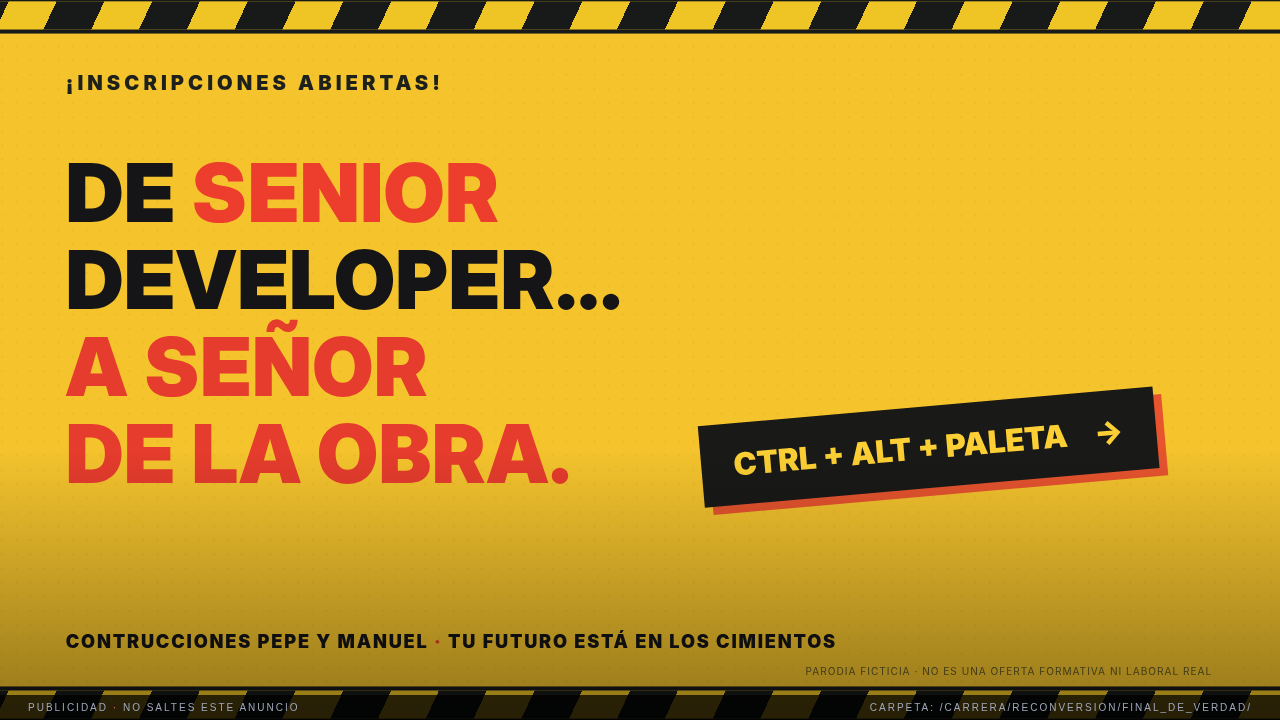 ¡INSCRIPCIONES ABIERTAS!
DE SENIOR
DEVELOPER...
A SEÑOR
DE LA OBRA.
CTRL + ALT + PALETA →
CONTRUCCIONES PEPE Y MANUEL · TU FUTURO ESTÁ EN LOS CIMIENTOS
PARODIA FICTICIA · NO ES UNA OFERTA FORMATIVA NI LABORAL REAL
PUBLICIDAD · NO SALTES ESTE ANUNCIO
CARPETA: /CARRERA/RECONVERSION/FINAL_DE_VERDAD/